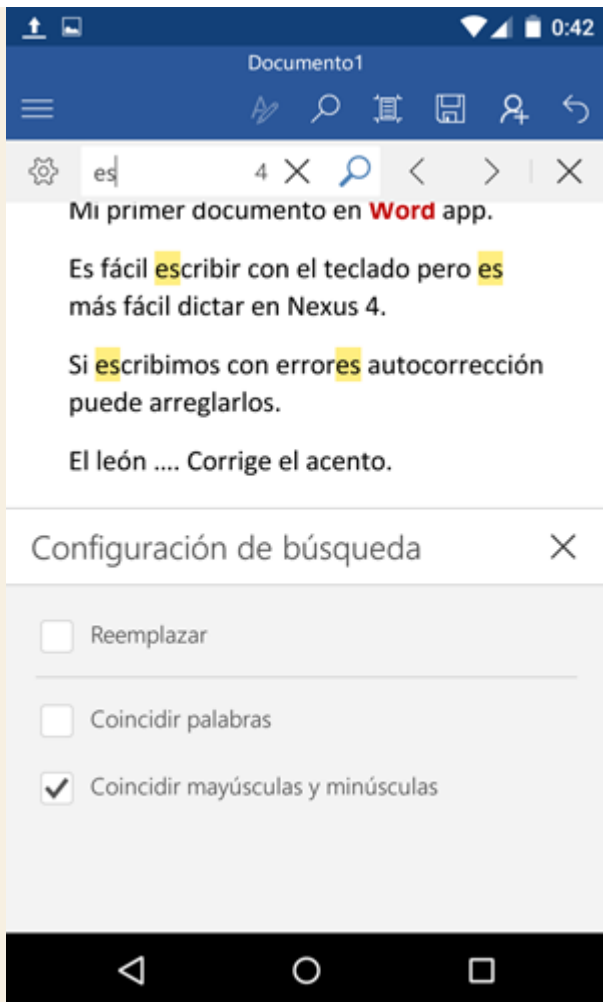 0:42
Documento1
es 4
Mi primer documento en Word app.
Es fácil escribir con el teclado pero es
más fácil dictar en Nexus 4.
Si escribimos con errores autocorrección
puede arreglarlos.
El león .... Corrige el acento.
Configuración de búsqueda
Reemplazar
Coincidir palabras
Coincidir mayúsculas y minúsculas